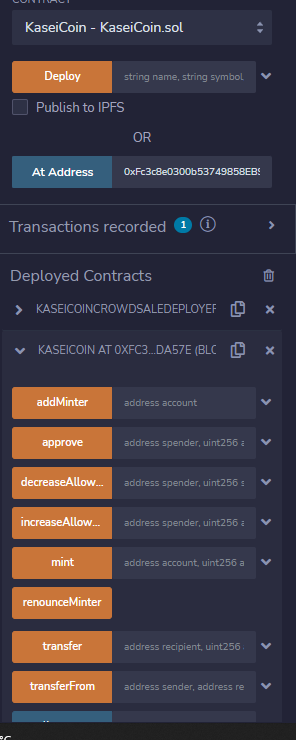 CONTRACT
KaseiCoin - KaseiCoin.sol
Deploy string name, string symbol
Publish to IPFS
OR
At Address 0xFc3c8e0300b53749858EB
Transactions recorded 1 i
Deployed Contracts
KASEICOINCROWDSALEDEPLOYER
KASEICOIN AT 0XFC3...DA57E (BLC
addMinter address account
approve address spender, uint256 a
decreaseAllow... address spender, uint256 s
increaseAllow... address spender, uint256 a
mint address account, uint256 a
renounceMinter
transfer address recipient, uint256
transferFrom address sender, address re